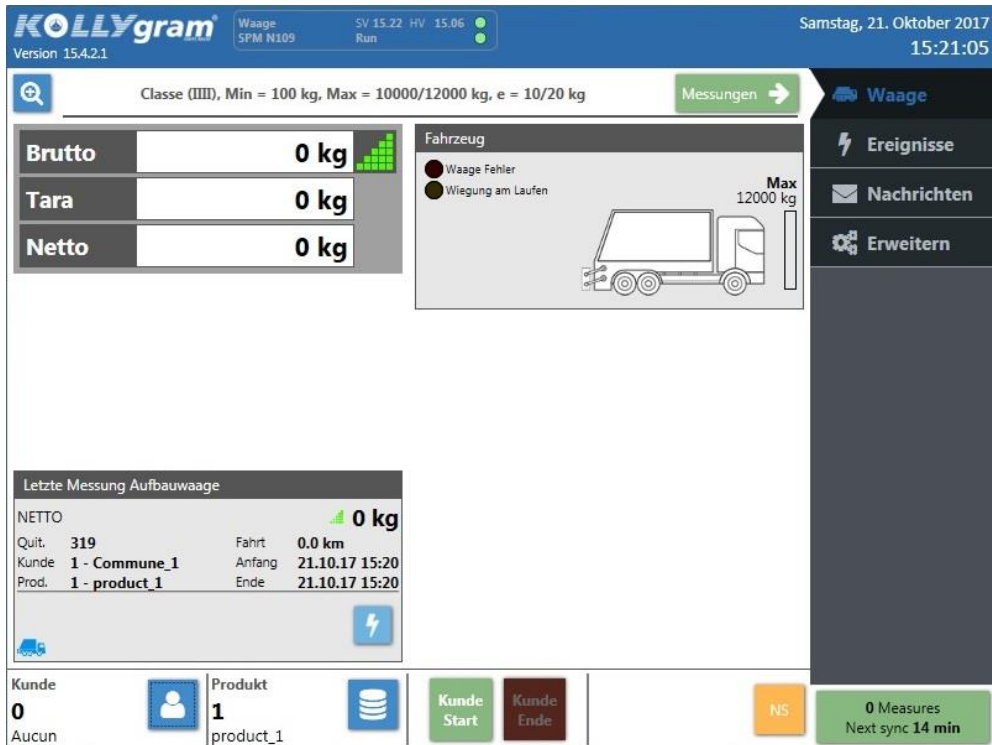 KOLLYgram
Version 15.4.2.1
Waage SV 15.22 HV 15.06
SPM N109 Run
Samstag, 21. Oktober 2017
15:21:05
Classe (IIII), Min = 100 kg, Max = 10000/12000 kg, e = 10/20 kg
Messungen
Waage
Ereignisse
Nachrichten
Erweitern
Brutto 0 kg
Tara 0 kg
Netto 0 kg
Fahrzeug
Waage Fehler
Wiegung am Laufen
Max
12000 kg
Letzte Messung Aufbauwaage
NETTO 0 kg
Quit. 319 Fahrt 0.0 km
Kunde 1 - Commune_1 Anfang 21.10.17 15:20
Prod. 1 - product_1 Ende 21.10.17 15:20
Kunde
0
Aucun
Produkt
1
product_1
Kunde
Start
Kunde
Ende
NS
0 Measures
Next sync 14 min